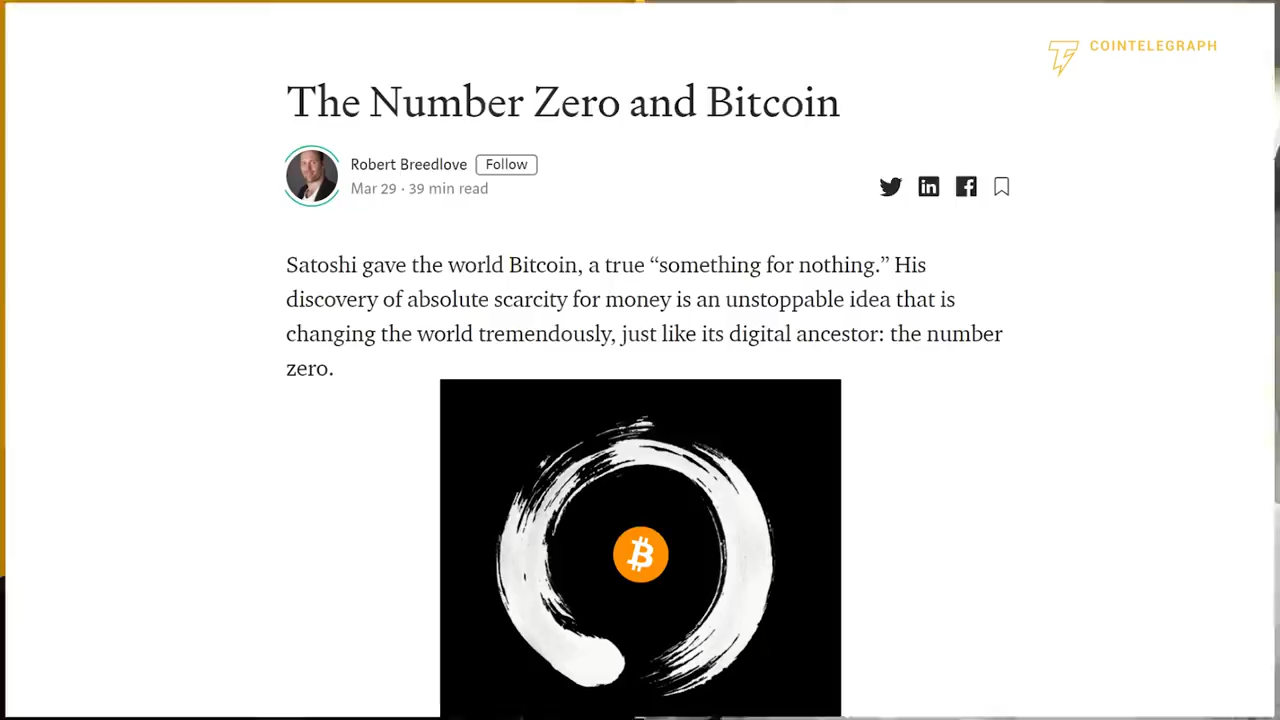 COINTELEGRAPH
The Number Zero and Bitcoin
Robert Breedlove Follow
Mar 29 · 39 min read
Satoshi gave the world Bitcoin, a true “something for nothing.” His
discovery of absolute scarcity for money is an unstoppable idea that is
changing the world tremendously, just like its digital ancestor: the number
zero.